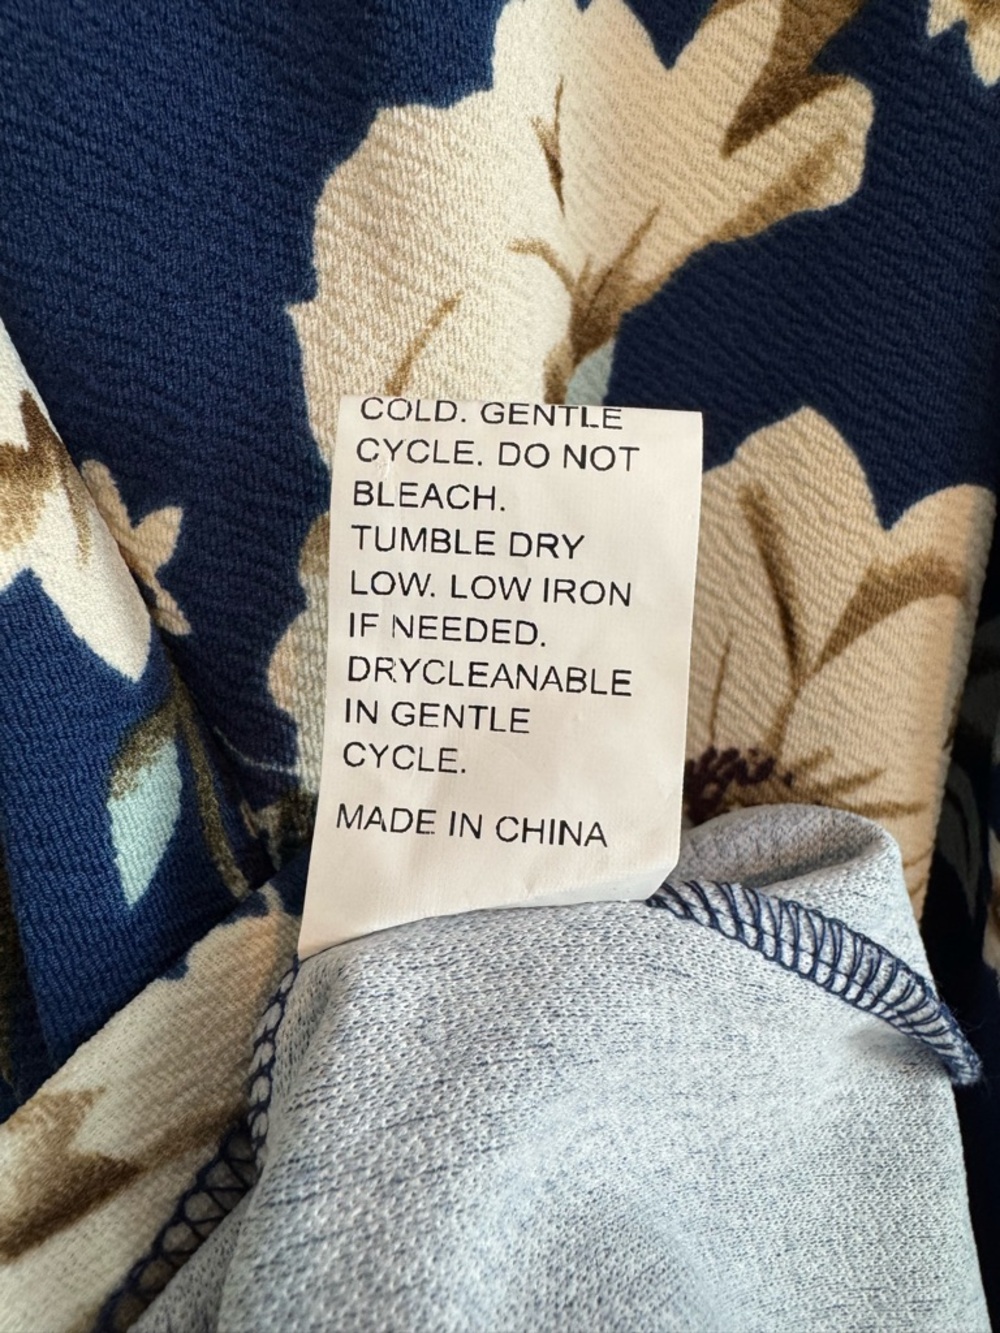 COLD. GENTLE
CYCLE. DO NOT
BLEACH.
TUMBLE DRY
LOW. LOW IRON
IF NEEDED.
DRYCLEANABLE
IN GENTLE
CYCLE.
MADE IN CHINA